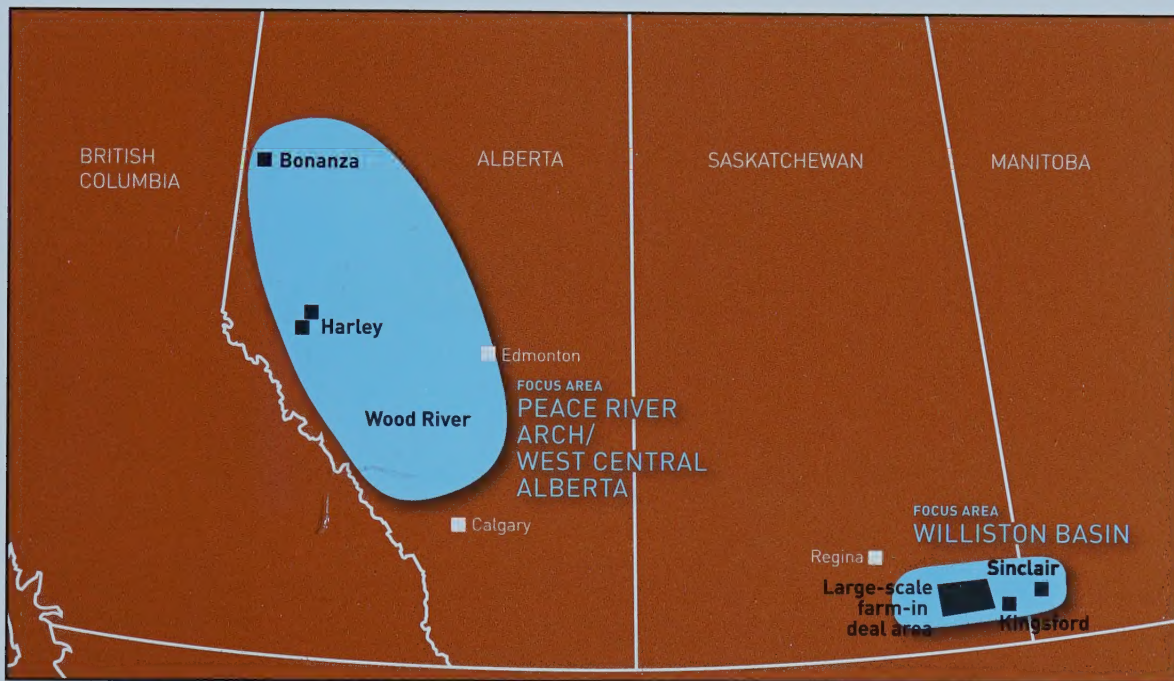 BRITISH
COLUMBIA
Bonanza
ALBERTA
SASKATCHEWAN
MANITOBA
Harley
Edmonton
Wood River
FOCUS AREA
PEACE RIVER
ARCH/
WEST CENTRAL
ALBERTA
Calgary
FOCUS AREA
WILLISTON BASIN
Regina
Sinclair
Large-scale
farm-in
deal area
Kingsford